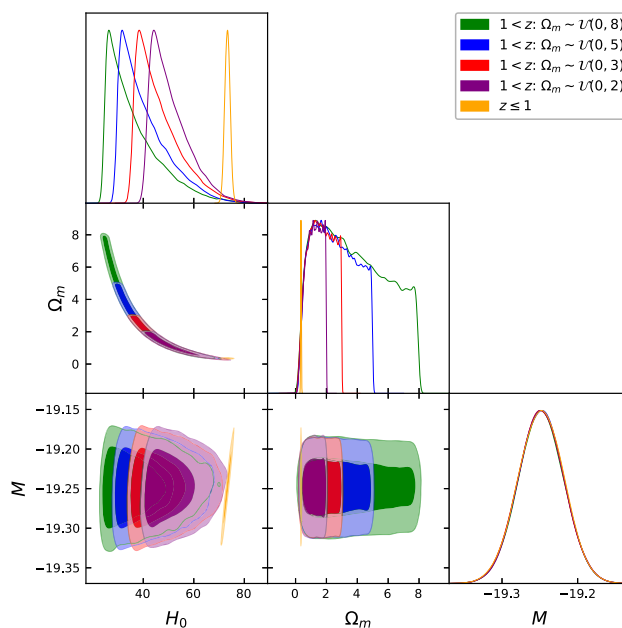 1 < z: Ωₘ ~ 𝒰(0, 8)
1 < z: Ωₘ ~ 𝒰(0, 5)
1 < z: Ωₘ ~ 𝒰(0, 3)
1 < z: Ωₘ ~ 𝒰(0, 2)
z ≤ 1
8
6
4
2
0
Ωₘ
−19.15
−19.20
−19.25
−19.30
−19.35
M
40 60 80
H₀
0 2 4 6 8
Ωₘ
−19.3 −19.2
M